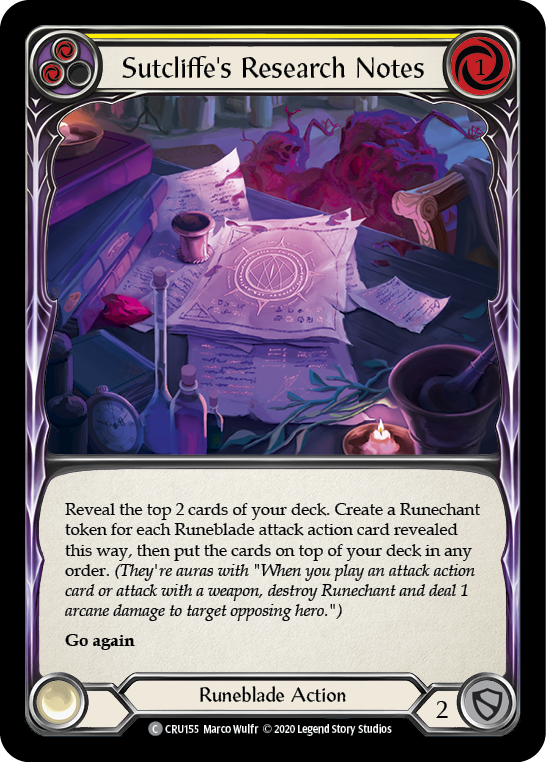 Sutcliffe's Research Notes
1
Reveal the top 2 cards of your deck. Create a Runechant
token for each Runeblade attack action card revealed
this way, then put the cards on top of your deck in any
order. (They're auras with "When you play an attack action
card or attack with a weapon, destroy Runechant and deal 1
arcane damage to target opposing hero.")
Go again
Runeblade Action
2
C CRU155 Marco Wulfr © 2020 Legend Story Studios